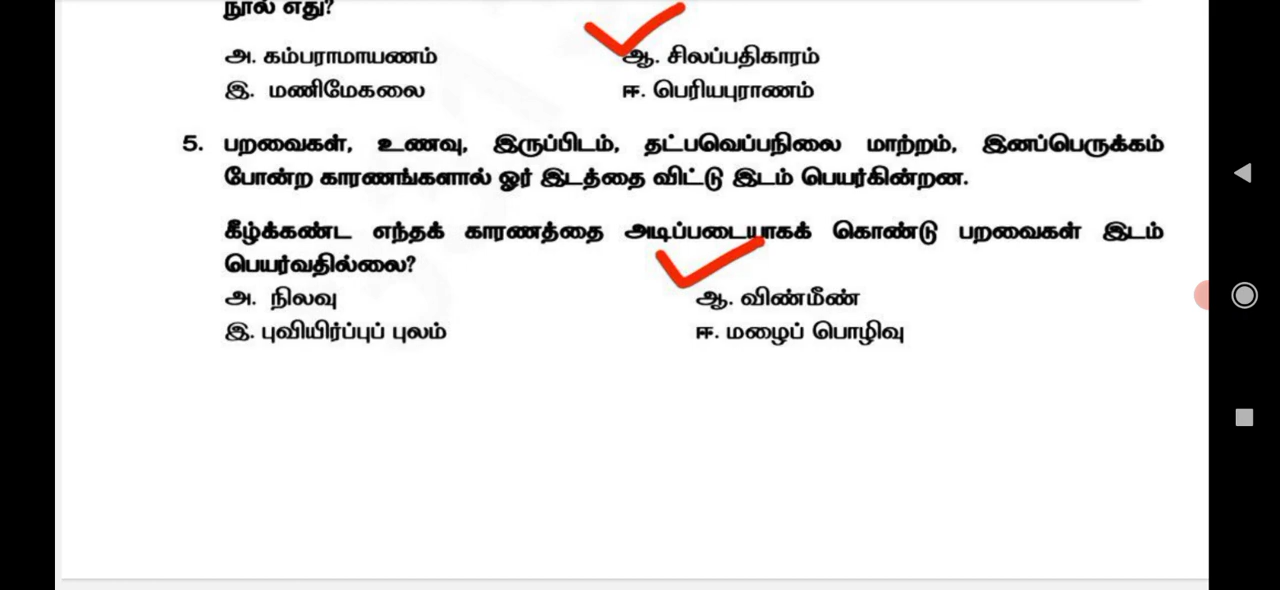 நூல் எது?
அ. கம்பராமாயணம் ஆ. சிலப்பதிகாரம்
இ. மணிமேகலை ஈ. பெரியபுராணம்
5. பறவைகள், உணவு, இருப்பிடம், தட்பவெப்பநிலை மாற்றம், இனப்பெருக்கம்
போன்ற காரணங்களால் ஓர் இடத்தை விட்டு இடம் பெயர்கின்றன.
கீழ்க்கண்ட எந்தக் காரணத்தை அடிப்படையாகக் கொண்டு பறவைகள் இடம்
பெயர்வதில்லை?
அ. நிலவு ஆ. விண்மீண்
இ. புவியிர்ப்புப் புலம் ஈ. மழைப் பொழிவு